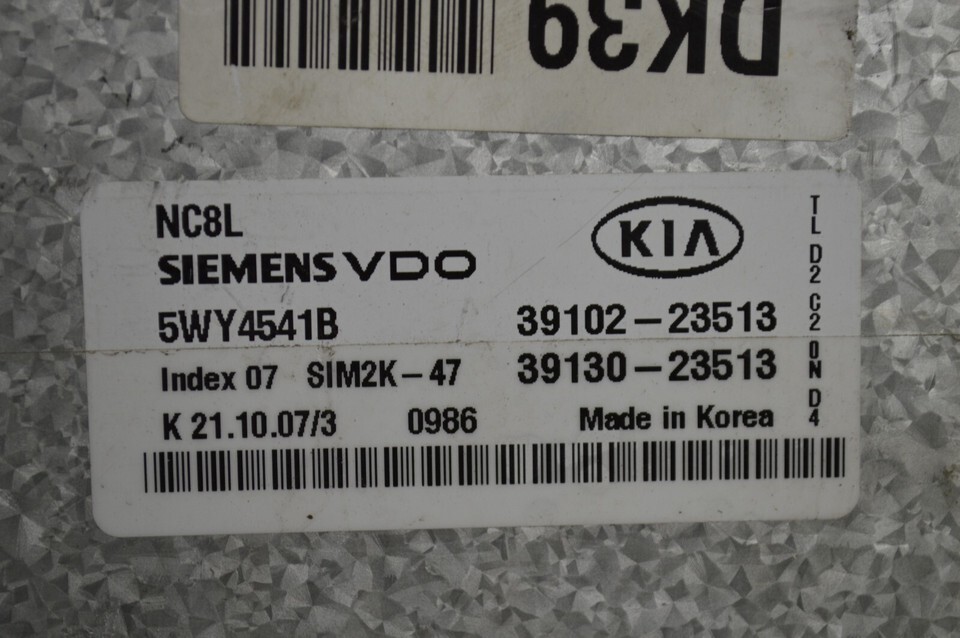 DK39
NC8L
SIEMENS VDO
KIA
5WY4541B
39102-23513
Index 07 SIM2K-47
39130-23513
K 21.10.07/3 0986 Made in Korea
TL D2 C2 0N D4